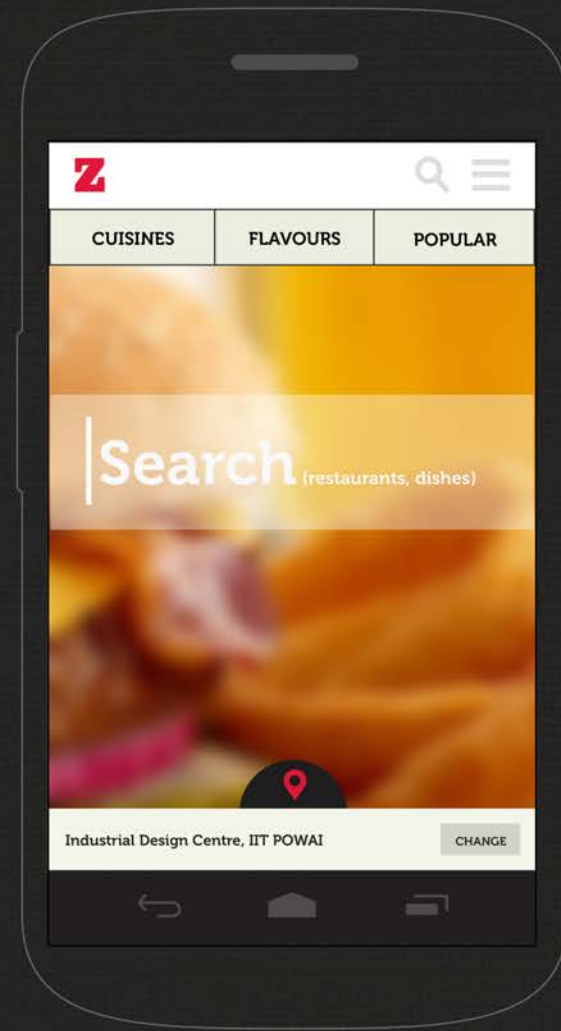 Z
CUISINES FLAVOURS POPULAR
Search (restaurants, dishes)
Industrial Design Centre, IIT POWAI CHANGE